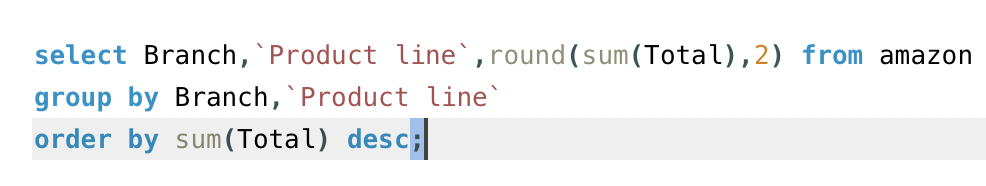 select Branch,`Product line`,round(sum(Total),2) from amazon
group by Branch,`Product line`
order by sum(Total) desc;